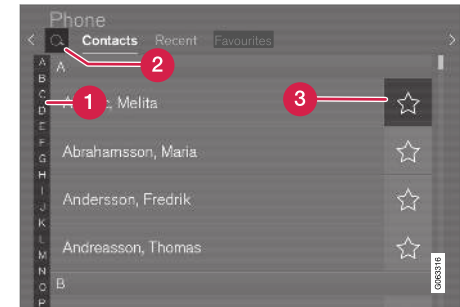 Phone
Contacts Recent Favourites
2
A
1
Melita
3
Abrahamsson, Maria
Andersson, Fredrik
Andreasson, Thomas
B
A
B
C
D
E
F
G
H
I
J
K
L
M
N
O
P
G063316